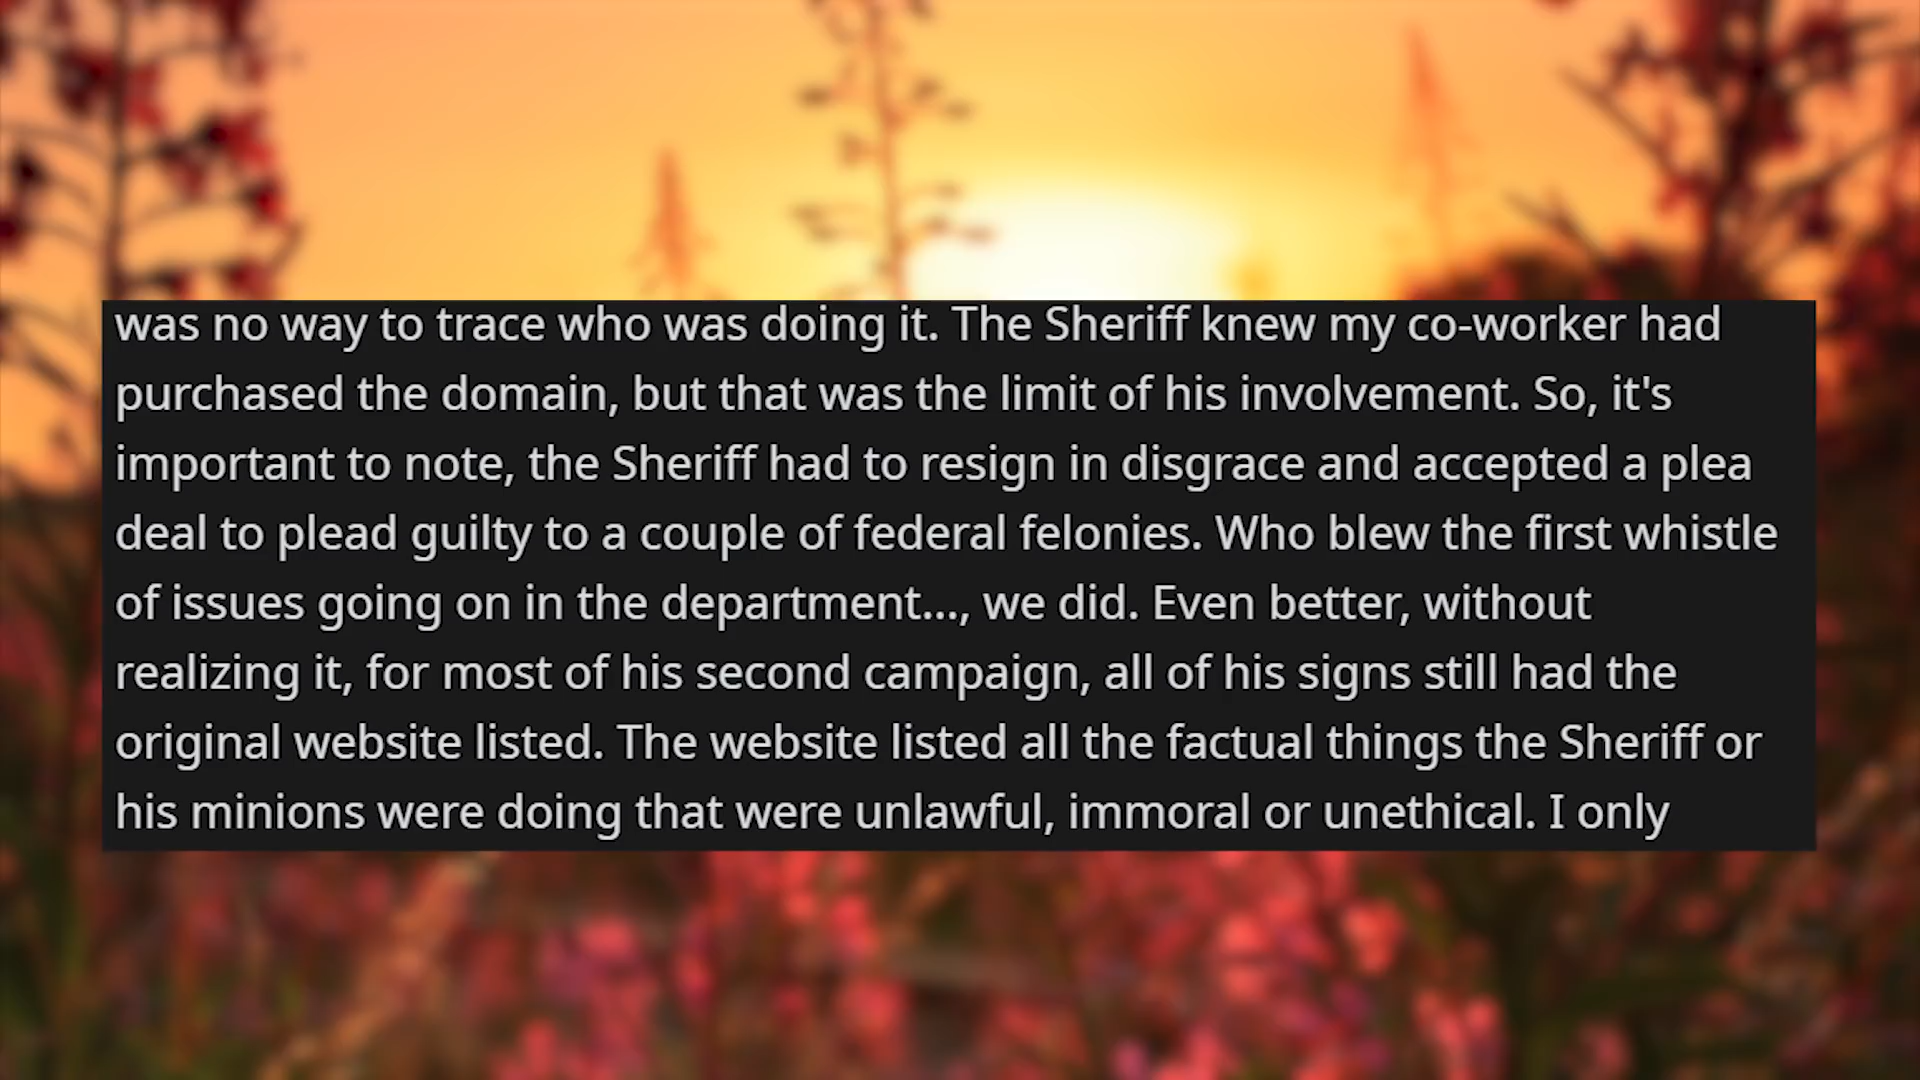 was no way to trace who was doing it. The Sheriff knew my co-worker had
purchased the domain, but that was the limit of his involvement. So, it's
important to note, the Sheriff had to resign in disgrace and accepted a plea
deal to plead guilty to a couple of federal felonies. Who blew the first whistle
of issues going on in the department..., we did. Even better, without
realizing it, for most of his second campaign, all of his signs still had the
original website listed. The website listed all the factual things the Sheriff or
his minions were doing that were unlawful, immoral or unethical. I only